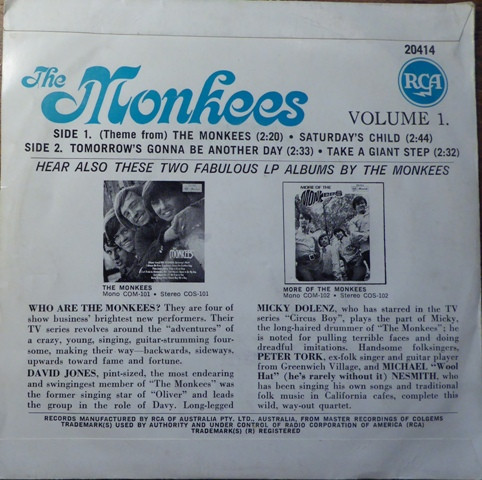 20414
The Monkees
RCA
VOLUME 1.
SIDE 1. (Theme from) THE MONKEES (2:20) • SATURDAY'S CHILD (2:44)
SIDE 2. TOMORROW'S GONNA BE ANOTHER DAY (2:33) • TAKE A GIANT STEP (2:32)
HEAR ALSO THESE TWO FABULOUS LP ALBUMS BY THE MONKEES
MONKEES
MORE OF THE
MONKEES
THE MONKEES
Mono COM-101 • Stereo COS-101
MORE OF THE MONKEES
Mono COM-102 • Stereo COS-102
WHO ARE THE MONKEES? They are four of
show business' brightest new performers. Their
TV series revolves around the "adventures" of
a crazy, young, singing, guitar-strumming four-
some, making their way—backwards, sideways,
upwards toward fame and fortune.
DAVID JONES, pint-sized, the most endearing
and swingingest member of "The Monkees" was
the former singing star of "Oliver" and leads
the group in the role of Davy. Long-legged
MICKY DOLENZ, who has starred in the TV
series "Circus Boy", plays the part of Micky,
the long-haired drummer of "The Monkees"; he
is noted for pulling terrible faces and doing
dreadful imitations. Handsome folksingers,
PETER TORK, ex-folk singer and guitar player
from Greenwich Village, and MICHAEL "Wool
Hat" (he's rarely without it) NESMITH, who
has been singing his own songs and traditional
folk music in California cafes, complete this
wild, way-out quartet.
RECORDS MANUFACTURED BY RCA OF AUSTRALIA PTY. LTD., AUSTRALIA, FROM MASTER RECORDINGS OF COLGEMS
TRADEMARK(S) USED BY AUTHORITY AND UNDER CONTROL OF RADIO CORPORATION OF AMERICA (RCA)
TRADEMARK(S) (R) REGISTERED